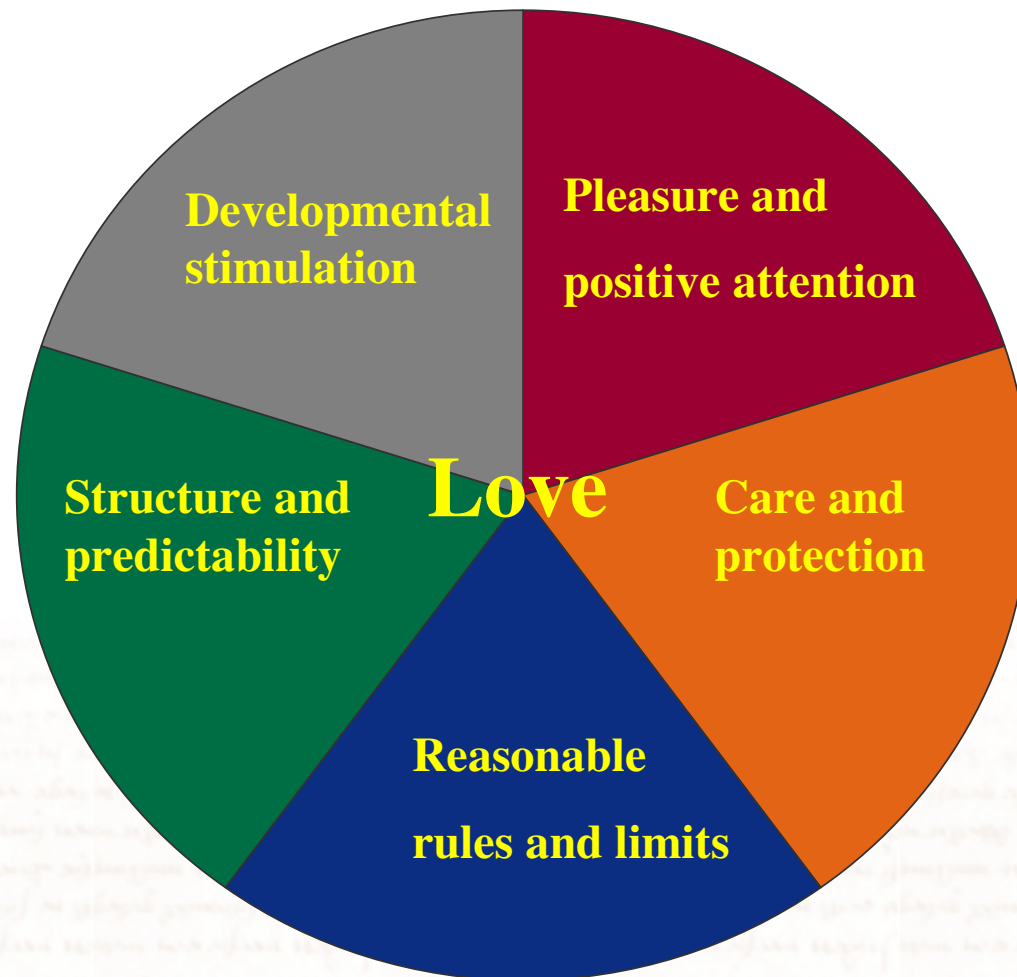 Developmental
stimulation
Pleasure and
positive attention
Structure and
predictability
Love
Care and
protection
Reasonable
rules and limits